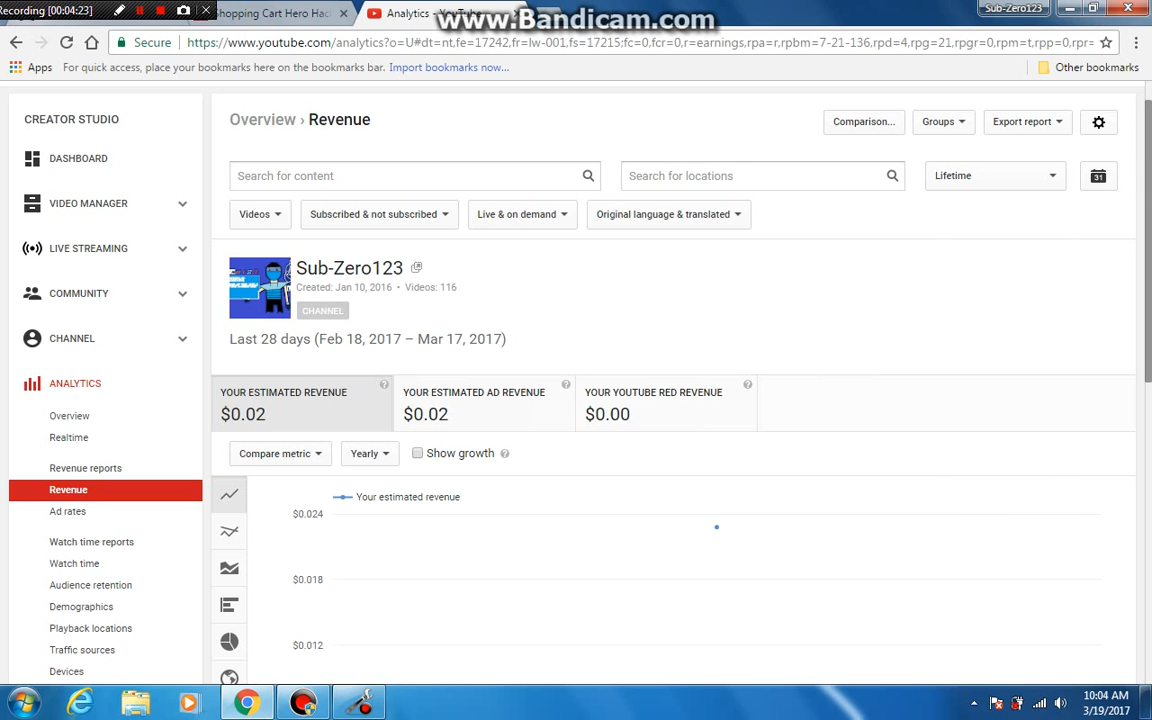 Recording [00:04:23]
Shopping Cart Hero Hac
Analytics - YouTube
www.Bandicam.com
Sub-Zero123
Secure
https://www.youtube.com/analytics?o=U#dt=nt,fe=17242,fr=lw-001,fs=17215;fc=0,fcr=0,r=earnings,rpa=r,rpbm=7-21-136,rpd=4,rpg=21,rpgr=0,rpm=t,rpp=0,rpr=
Apps
For quick access, place your bookmarks here on the bookmarks bar. Import bookmarks now...
Other bookmarks
CREATOR STUDIO
DASHBOARD
VIDEO MANAGER
LIVE STREAMING
COMMUNITY
CHANNEL
ANALYTICS
Overview
Realtime
Revenue reports
Revenue
Ad rates
Watch time reports
Watch time
Audience retention
Demographics
Playback locations
Traffic sources
Devices
Overview › Revenue
Comparison...
Groups
Export report
Search for content
Search for locations
Lifetime
31
Videos
Subscribed & not subscribed
Live & on demand
Original language & translated
Sub-Zero123
Created: Jan 10, 2016 • Videos: 116
CHANNEL
Last 28 days (Feb 18, 2017 – Mar 17, 2017)
YOUR ESTIMATED REVENUE ?
$0.02
YOUR ESTIMATED AD REVENUE ?
$0.02
YOUR YOUTUBE RED REVENUE ?
$0.00
Compare metric
Yearly
Show growth ?
Your estimated revenue
$0.024
$0.018
$0.012
10:04 AM
3/19/2017